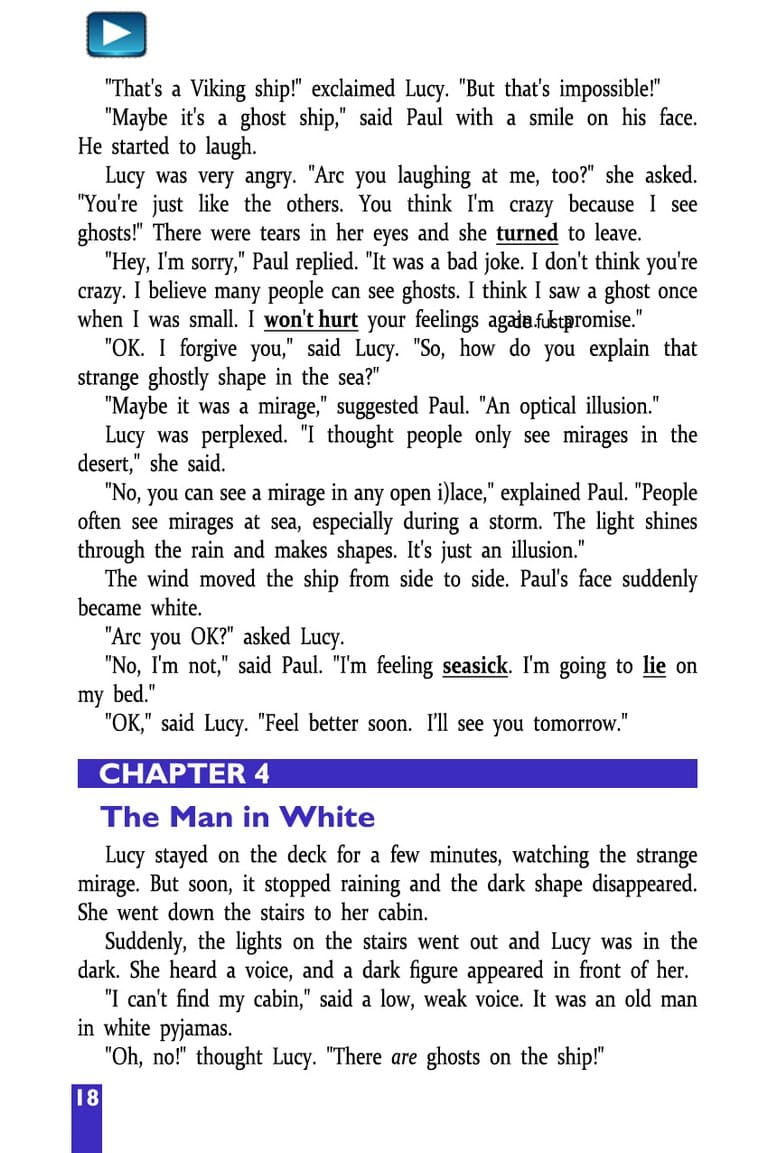 "That's a Viking ship!" exclaimed Lucy. "But that's impossible!"
"Maybe it's a ghost ship," said Paul with a smile on his face.
He started to laugh.
Lucy was very angry. "Arc you laughing at me, too?" she asked.
"You're just like the others. You think I'm crazy because I see
ghosts!" There were tears in her eyes and she turned to leave.
"Hey, I'm sorry," Paul replied. "It was a bad joke. I don't think you're
crazy. I believe many people can see ghosts. I think I saw a ghost once
when I was small. I won't hurt your feelings again. I promise."
"OK. I forgive you," said Lucy. "So, how do you explain that
strange ghostly shape in the sea?"
"Maybe it was a mirage," suggested Paul. "An optical illusion."
Lucy was perplexed. "I thought people only see mirages in the
desert," she said.
"No, you can see a mirage in any open i)lace," explained Paul. "People
often see mirages at sea, especially during a storm. The light shines
through the rain and makes shapes. It's just an illusion."
The wind moved the ship from side to side. Paul's face suddenly
became white.
"Arc you OK?" asked Lucy.
"No, I'm not," said Paul. "I'm feeling seasick. I'm going to lie on
my bed."
"OK," said Lucy. "Feel better soon. I'll see you tomorrow."
CHAPTER 4
The Man in White
Lucy stayed on the deck for a few minutes, watching the strange
mirage. But soon, it stopped raining and the dark shape disappeared.
She went down the stairs to her cabin.
Suddenly, the lights on the stairs went out and Lucy was in the
dark. She heard a voice, and a dark figure appeared in front of her.
"I can't find my cabin," said a low, weak voice. It was an old man
in white pyjamas.
"Oh, no!" thought Lucy. "There are ghosts on the ship!"
18